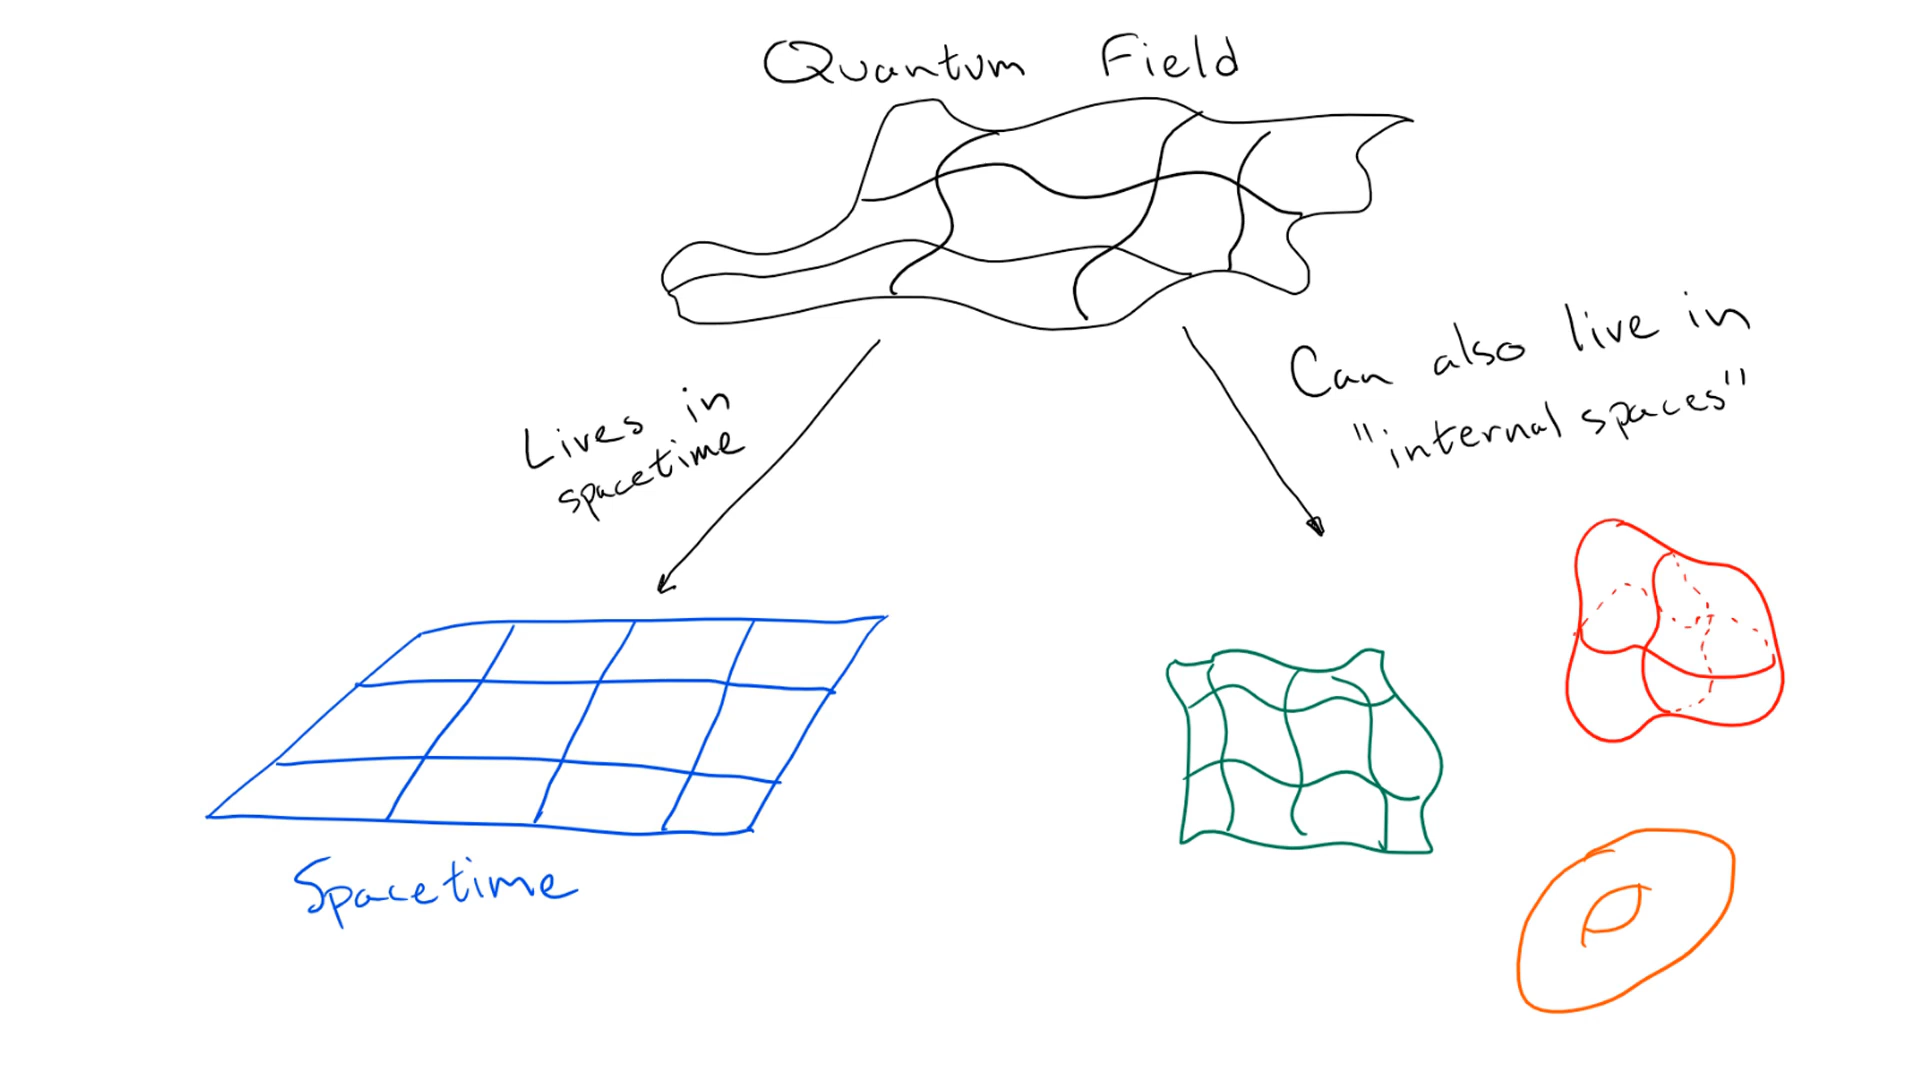 Quantum Field
Lives in
spacetime
Can also live in
"internal spaces"
Spacetime